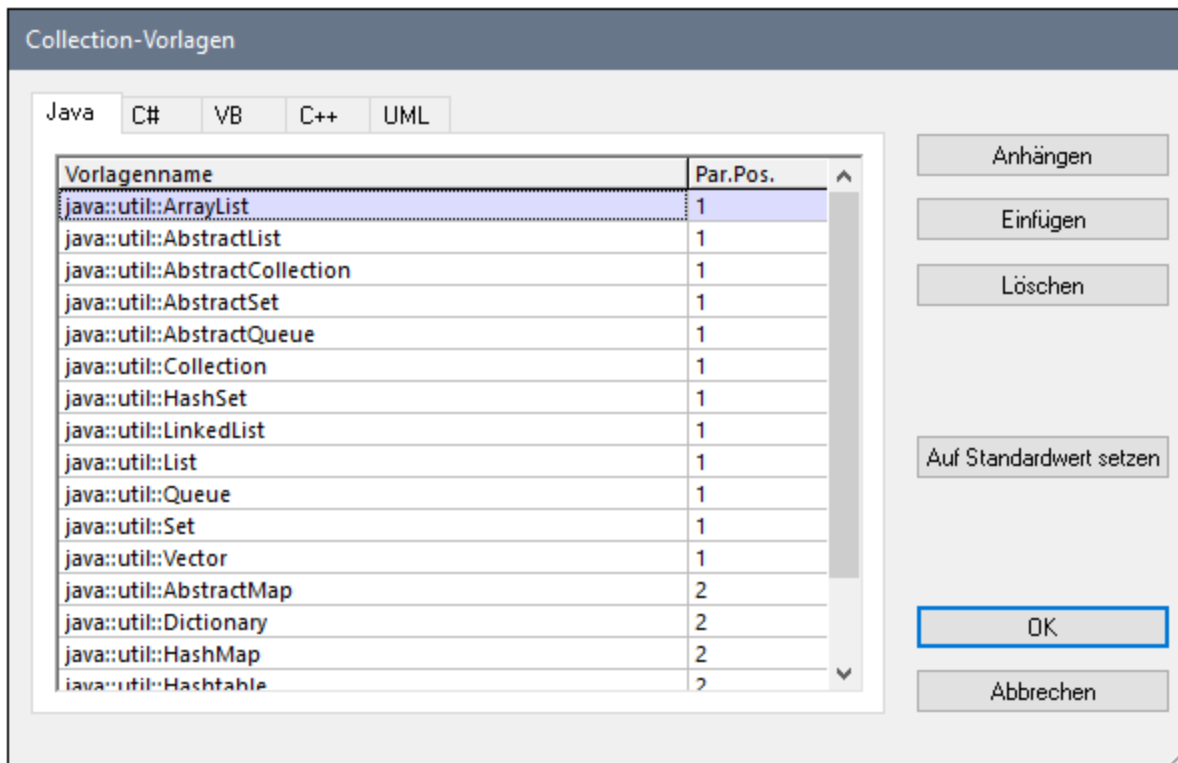 Collection-Vorlagen
Java C# VB C++ UML
Vorlagenname Par.Pos.
java::util::ArrayList 1
java::util::AbstractList 1
java::util::AbstractCollection 1
java::util::AbstractSet 1
java::util::AbstractQueue 1
java::util::Collection 1
java::util::HashSet 1
java::util::LinkedList 1
java::util::List 1
java::util::Queue 1
java::util::Set 1
java::util::Vector 1
java::util::AbstractMap 2
java::util::Dictionary 2
java::util::HashMap 2
java::util::Hashtable 2
Anhängen
Einfügen
Löschen
Auf Standardwert setzen
OK
Abbrechen